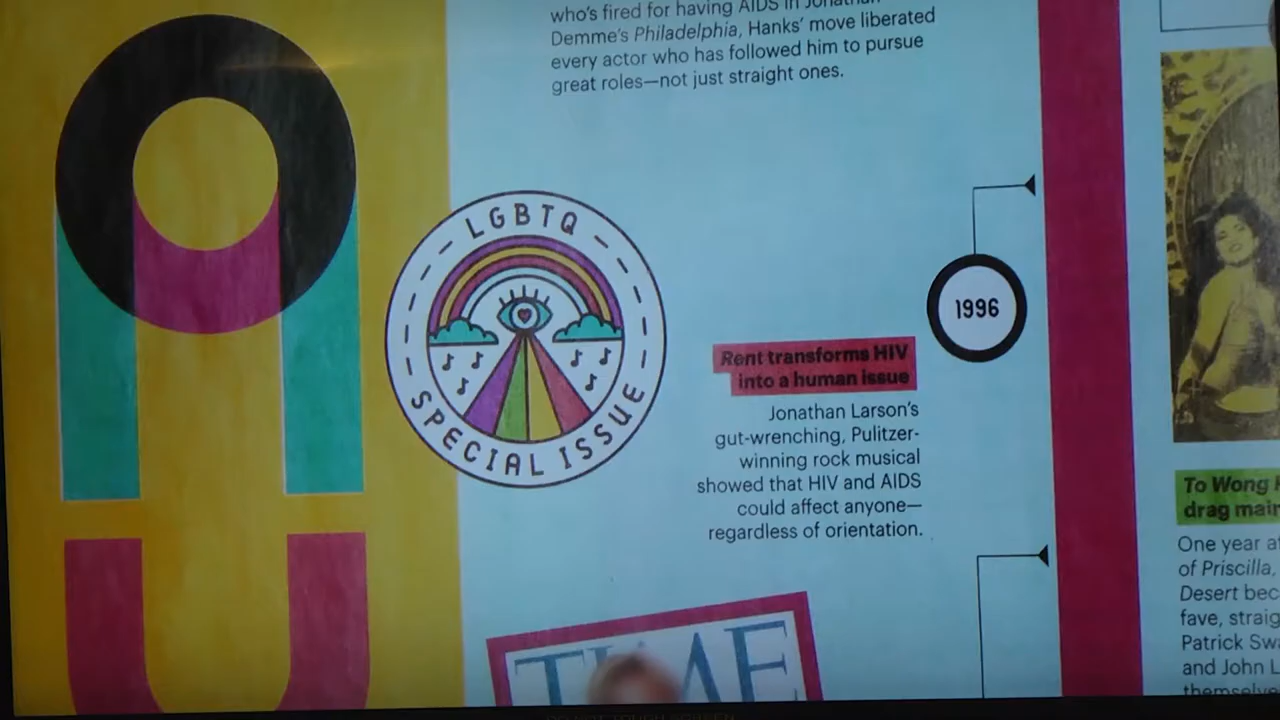 who's fired for having AIDS in Jonathan
Demme's Philadelphia, Hanks' move liberated
every actor who has followed him to pursue
great roles—not just straight ones.
LGBTQ
SPECIAL ISSUE
1996
Rent transforms HIV
into a human issue
Jonathan Larson's
gut-wrenching, Pulitzer-
winning rock musical
showed that HIV and AIDS
could affect anyone—
regardless of orientation.
TIME
To Wong
drag
One year
of Priscilla,
Desert
fave,
Patrick
and John